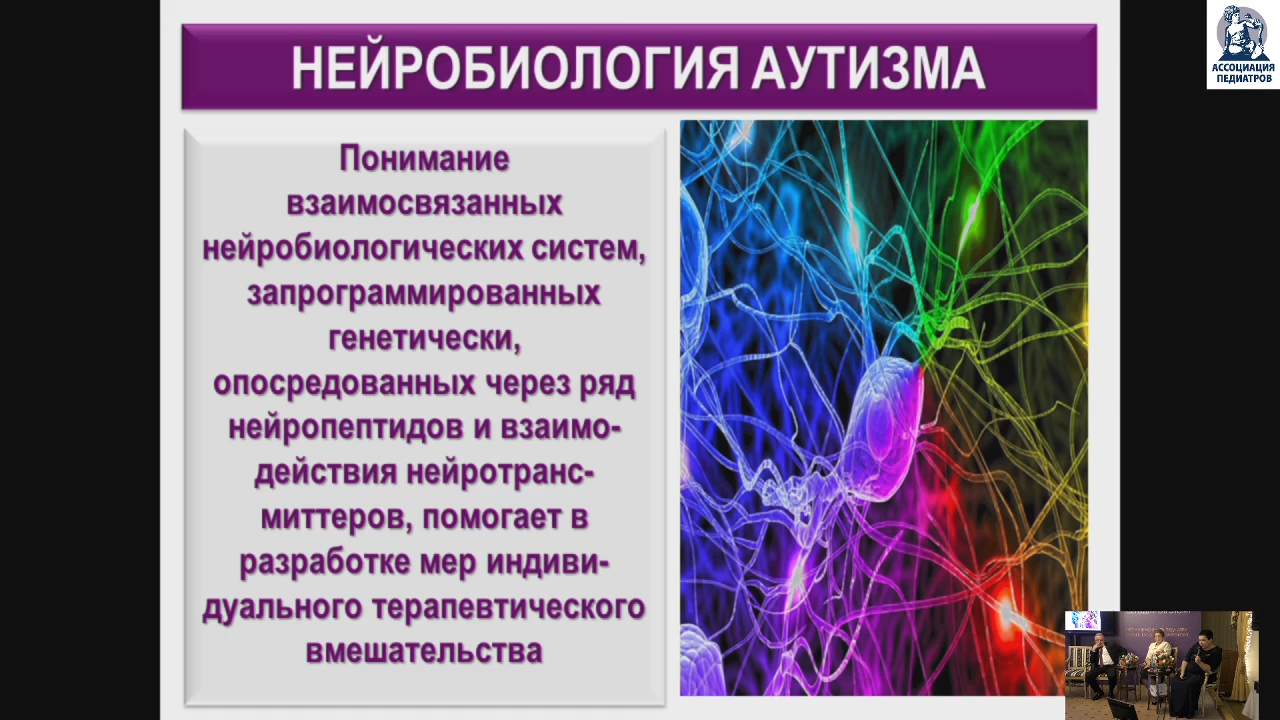 НЕЙРОБИОЛОГИЯ АУТИЗМА
АССОЦИАЦИЯ
ПЕДИАТРОВ
Понимание
взаимосвязанных
нейробиологических систем,
запрограммированных
генетически,
опосредованных через ряд
нейропептидов и взаимо-
действия нейротранс-
миттеров, помогает в
разработке мер индиви-
дуального терапевтического
вмешательства